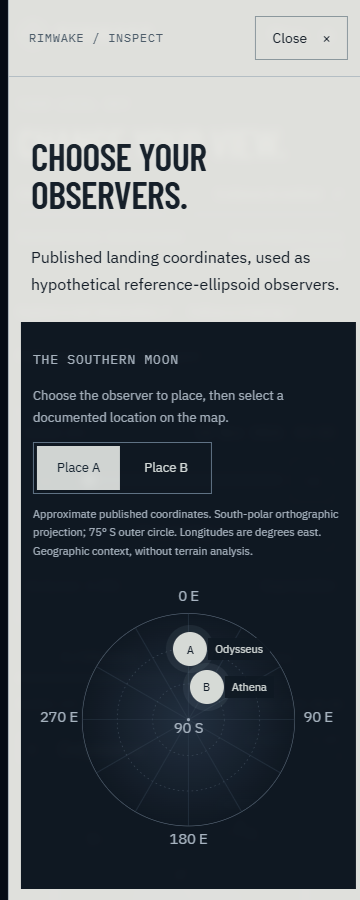 RIMWAKE / INSPECT
Close ×
CHOOSE YOUR
OBSERVERS.
Published landing coordinates, used as
hypothetical reference-ellipsoid observers.
THE SOUTHERN MOON
Choose the observer to place, then select a
documented location on the map.
Place A Place B
Approximate published coordinates. South-polar orthographic
projection; 75° S outer circle. Longitudes are degrees east.
Geographic context, without terrain analysis.
0 E
A Odysseus
B Athena
270 E 90 E
90 S
180 E